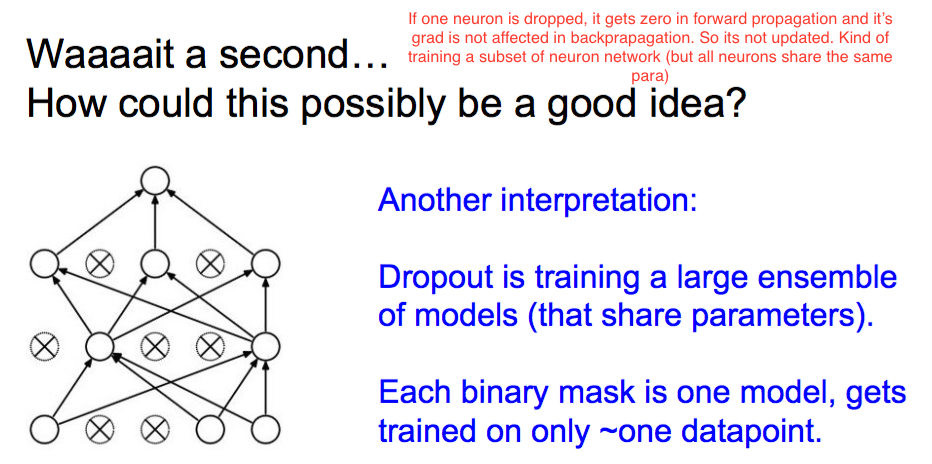 If one neuron is dropped, it gets zero in forward propagation and it's
grad is not affected in backprapagation. So its not updated. Kind of
training a subset of neuron network (but all neurons share the same
para)
Waaaait a second…
How could this possibly be a good idea?
Another interpretation:
Dropout is training a large ensemble
of models (that share parameters).
Each binary mask is one model, gets
trained on only ~one datapoint.